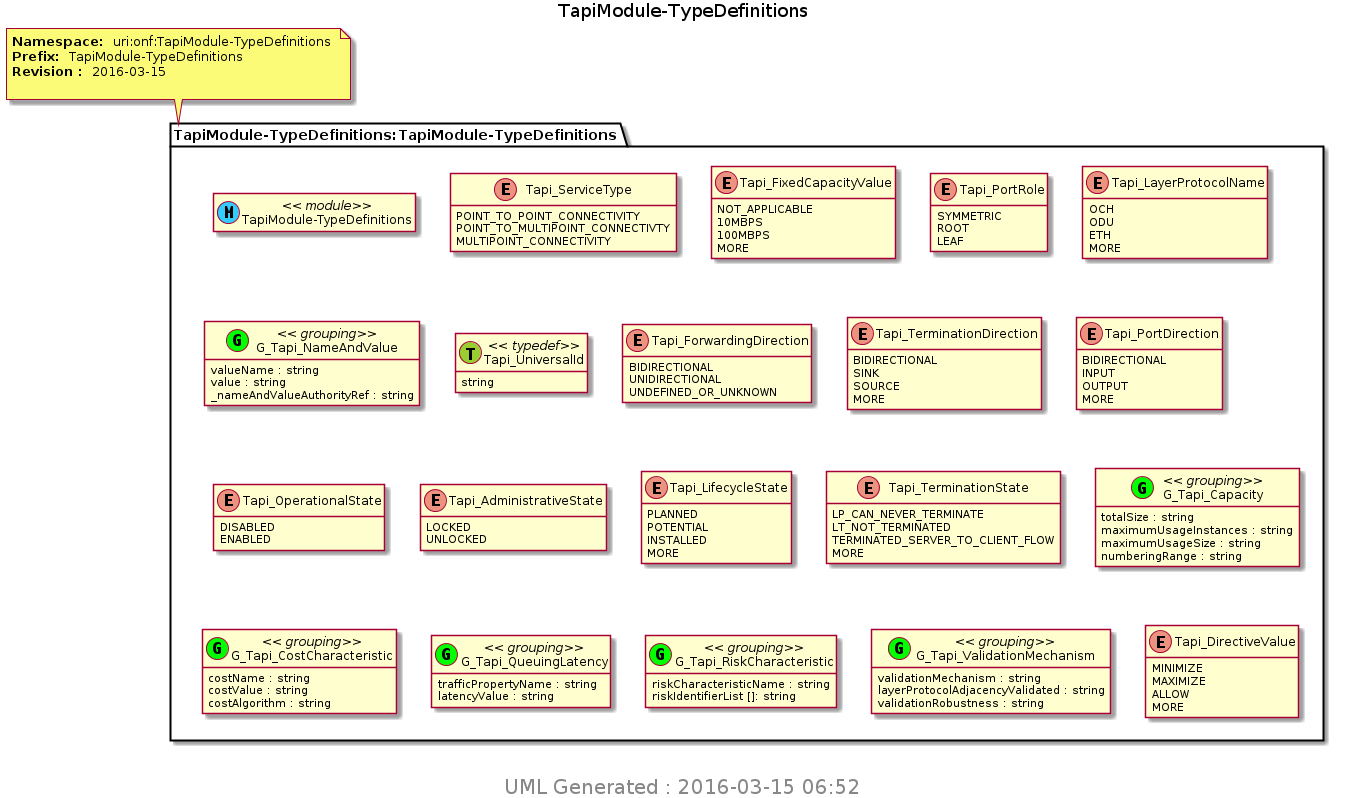 TapiModule-TypeDefinitions
Namespace: uri:onf:TapiModule-TypeDefinitions
Prefix: TapiModule-TypeDefinitions
Revision : 2016-03-15
TapiModule-TypeDefinitions:TapiModule-TypeDefinitions
M
<< module>>
TapiModule-TypeDefinitions
E Tapi_ServiceType
POINT_TO_POINT_CONNECTIVITY
POINT_TO_MULTIPOINT_CONNECTIVTY
MULTIPOINT_CONNECTIVITY
E Tapi_FixedCapacityValue
NOT_APPLICABLE
10MBPS
100MBPS
MORE
E Tapi_PortRole
SYMMETRIC
ROOT
LEAF
E Tapi_LayerProtocolName
OCH
ODU
ETH
MORE
G
<< grouping>>
G_Tapi_NameAndValue
valueName : string
value : string
_nameAndValueAuthorityRef : string
T
<< typedef>>
Tapi_UniversalId
string
E Tapi_ForwardingDirection
BIDIRECTIONAL
UNIDIRECTIONAL
UNDEFINED_OR_UNKNOWN
E Tapi_TerminationDirection
BIDIRECTIONAL
SINK
SOURCE
MORE
E Tapi_PortDirection
BIDIRECTIONAL
INPUT
OUTPUT
MORE
E Tapi_OperationalState
DISABLED
ENABLED
E Tapi_AdministrativeState
LOCKED
UNLOCKED
E Tapi_LifecycleState
PLANNED
POTENTIAL
INSTALLED
MORE
E Tapi_TerminationState
LP_CAN_NEVER_TERMINATE
LT_NOT_TERMINATED
TERMINATED_SERVER_TO_CLIENT_FLOW
MORE
G
<< grouping>>
G_Tapi_Capacity
totalSize : string
maximumUsageInstances : string
maximumUsageSize : string
numberingRange : string
G
<< grouping>>
G_Tapi_CostCharacteristic
costName : string
costValue : string
costAlgorithm : string
G
<< grouping>>
G_Tapi_QueuingLatency
trafficPropertyName : string
latencyValue : string
G
<< grouping>>
G_Tapi_RiskCharacteristic
riskCharacteristicName : string
riskIdentifierList []: string
G
<< grouping>>
G_Tapi_ValidationMechanism
validationMechanism : string
layerProtocolAdjacencyValidated : string
validationRobustness : string
E Tapi_DirectiveValue
MINIMIZE
MAXIMIZE
ALLOW
MORE
UML Generated : 2016-03-15 06:52